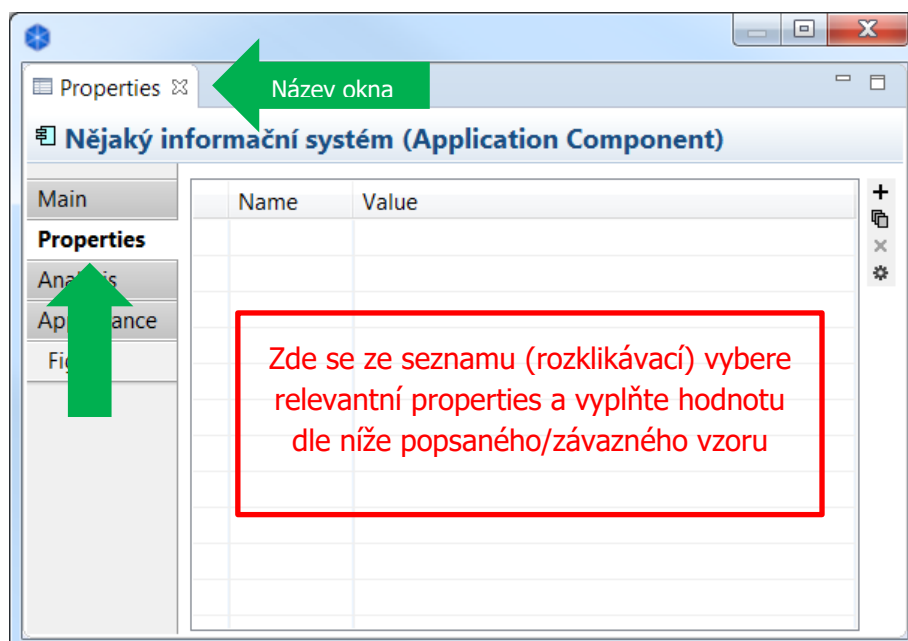 Properties
Název okna
Nějaký informační systém (Application Component)
Main
Name Value
Properties
Zde se ze seznamu (rozklikávací) vybere
relevantní properties a vyplňte hodnotu
dle níže popsaného/závazného vzoru